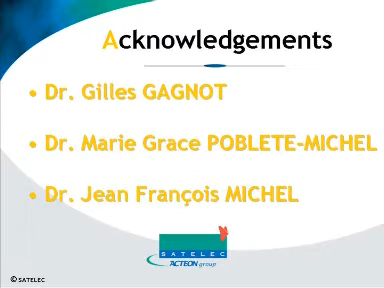 Acknowledgements
• Dr. Gilles GAGNOT
• Dr. Marie Grace POBLETE-MICHEL
• Dr. Jean François MICHEL
SATELEC
ACTEON group
© SATELEC